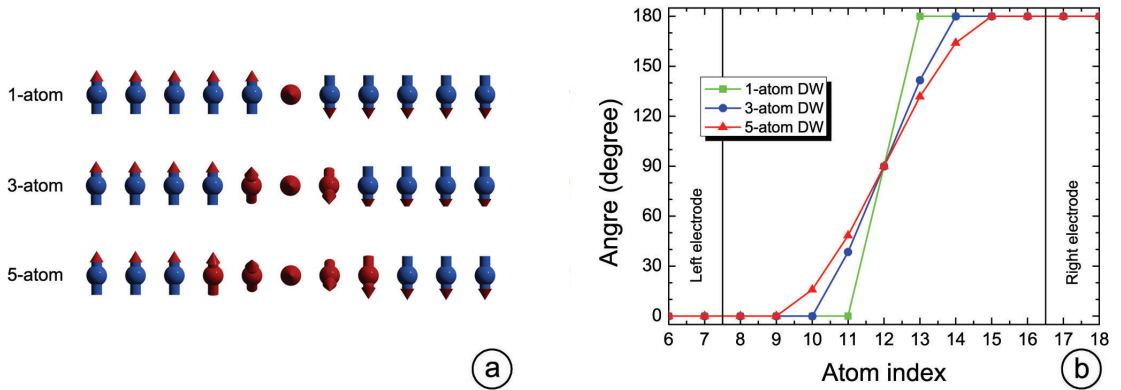 1-atom
3-atom
5-atom
a
Angre (degree)
180
150
120
90
60
30
0
1-atom DW
3-atom DW
5-atom DW
Left electrode
Right electrode
6 7 8 9 10 11 12 13 14 15 16 17 18
Atom index
b